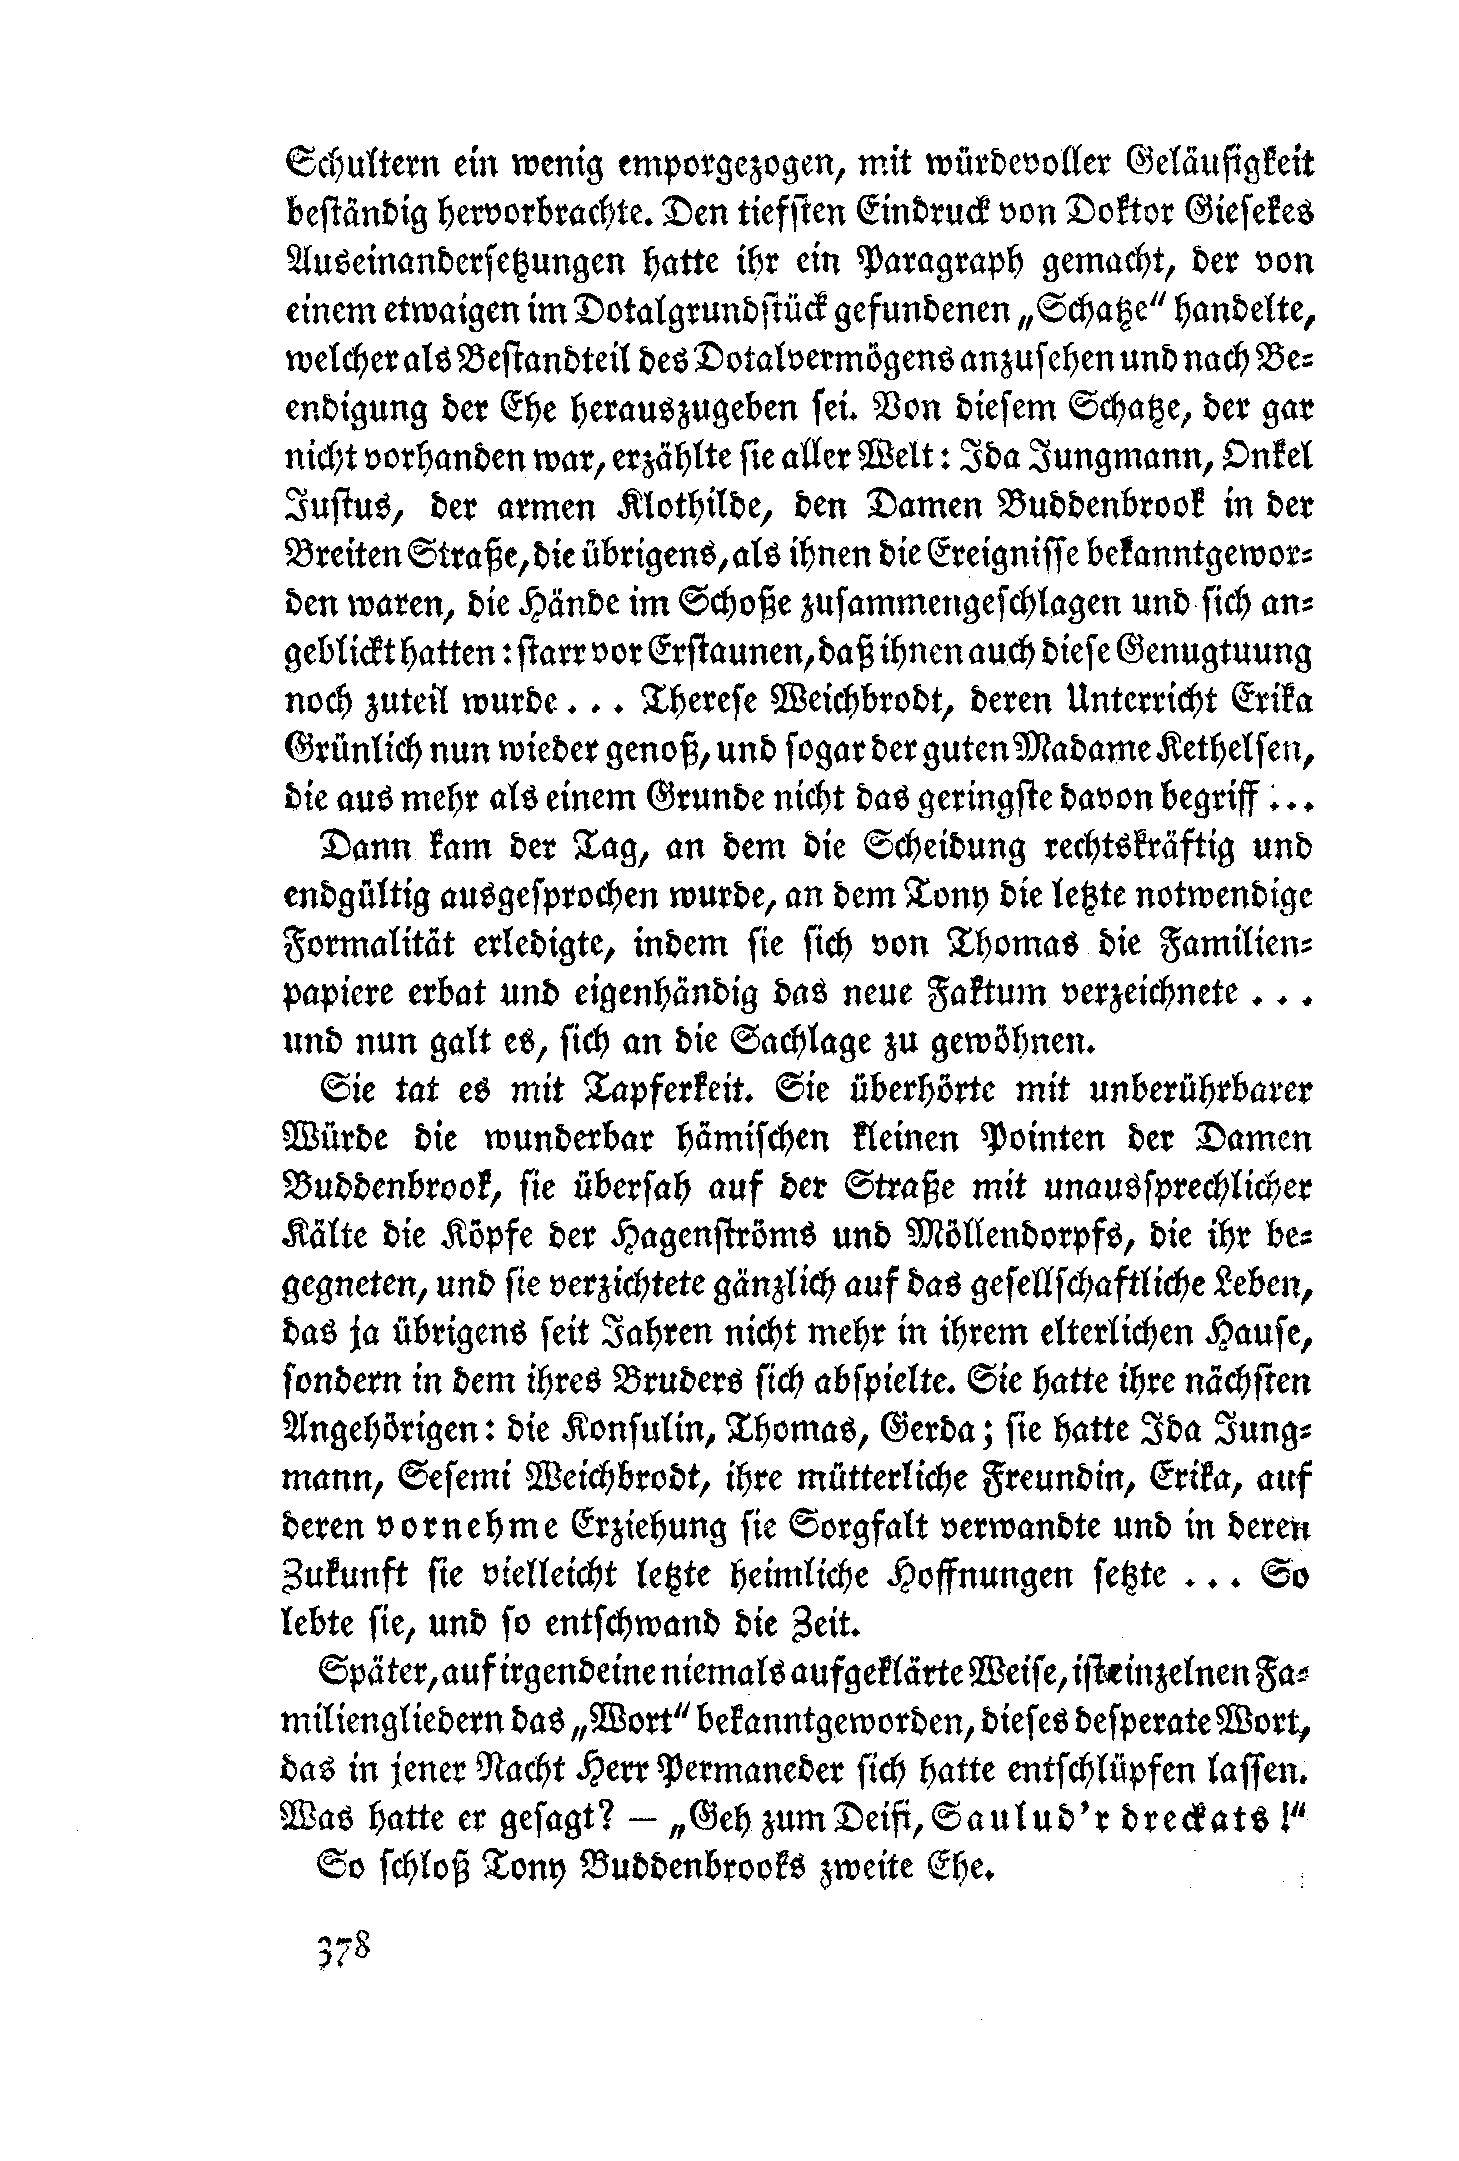 Schultern ein wenig emporgezogen, mit würdevoller Geläufigkeit
beständig hervorbrachte. Den tiefsten Eindruck von Doktor Giesekes
Auseinandersetzungen hatte ihr ein Paragraph gemacht, der von
einem etwaigen im Dotalgrundstück gefundenen „Schatze“ handelte,
welcher als Bestandteil des Dotalvermögens anzusehen und nach Be-
endigung der Ehe herauszugeben sei. Von diesem Schatze, der gar
nicht vorhanden war, erzählte sie aller Welt: Ida Jungmann, Onkel
Justus, der armen Klothilde, den Damen Buddenbrook in der
Breiten Straße, die übrigens, als ihnen die Ereignisse bekanntgewor-
den waren, die Hände im Schoße zusammengeschlagen und sich an-
geblickt hatten: starr vor Erstaunen, daß ihnen auch diese Genugtuung
noch zuteil wurde... Therese Weichbrodt, deren Unterricht Erika
Grünlich nun wieder genoß, und sogar der guten Madame Kethelsen,
die aus mehr als einem Grunde nicht das geringste davon begriff...
Dann kam der Tag, an dem die Scheidung rechtskräftig und
endgültig ausgesprochen wurde, an dem Tony die letzte notwendige
Formalität erledigte, indem sie sich von Thomas die Familien-
papiere erbat und eigenhändig das neue Faktum verzeichnete...
und nun galt es, sich an die Sachlage zu gewöhnen.
Sie tat es mit Tapferkeit. Sie überhörte mit unberührbarer
Würde die wunderbar hämischen kleinen Pointen der Damen
Buddenbrook, sie übersah auf der Straße mit unaussprechlicher
Kälte die Köpfe der Hagenströms und Möllendorpfs, die ihr be-
gegneten, und sie verzichtete gänzlich auf das gesellschaftliche Leben,
das ja übrigens seit Jahren nicht mehr in ihrem elterlichen Hause,
sondern in dem ihres Bruders sich abspielte. Sie hatte ihre nächsten
Angehörigen: die Konsulin, Thomas, Gerda; sie hatte Ida Jung-
mann, Sesemi Weichbrodt, ihre mütterliche Freundin, Erika, auf
deren vornehme Erziehung sie Sorgfalt verwandte und in deren
Zukunft sie vielleicht letzte heimliche Hoffnungen setzte... So
lebte sie, und so entschwand die Zeit.
Später, auf irgendeine niemals aufgeklärte Weise, ist einzelnen Fa-
miliengliedern das „Wort“ bekanntgeworden, dieses desperate Wort,
das in jener Nacht Herr Permaneder sich hatte entschlüpfen lassen.
Was hatte er gesagt? — „Geh zum Deifi, Saulud'r dreckats!“
So schloß Tony Buddenbrooks zweite Ehe.
378